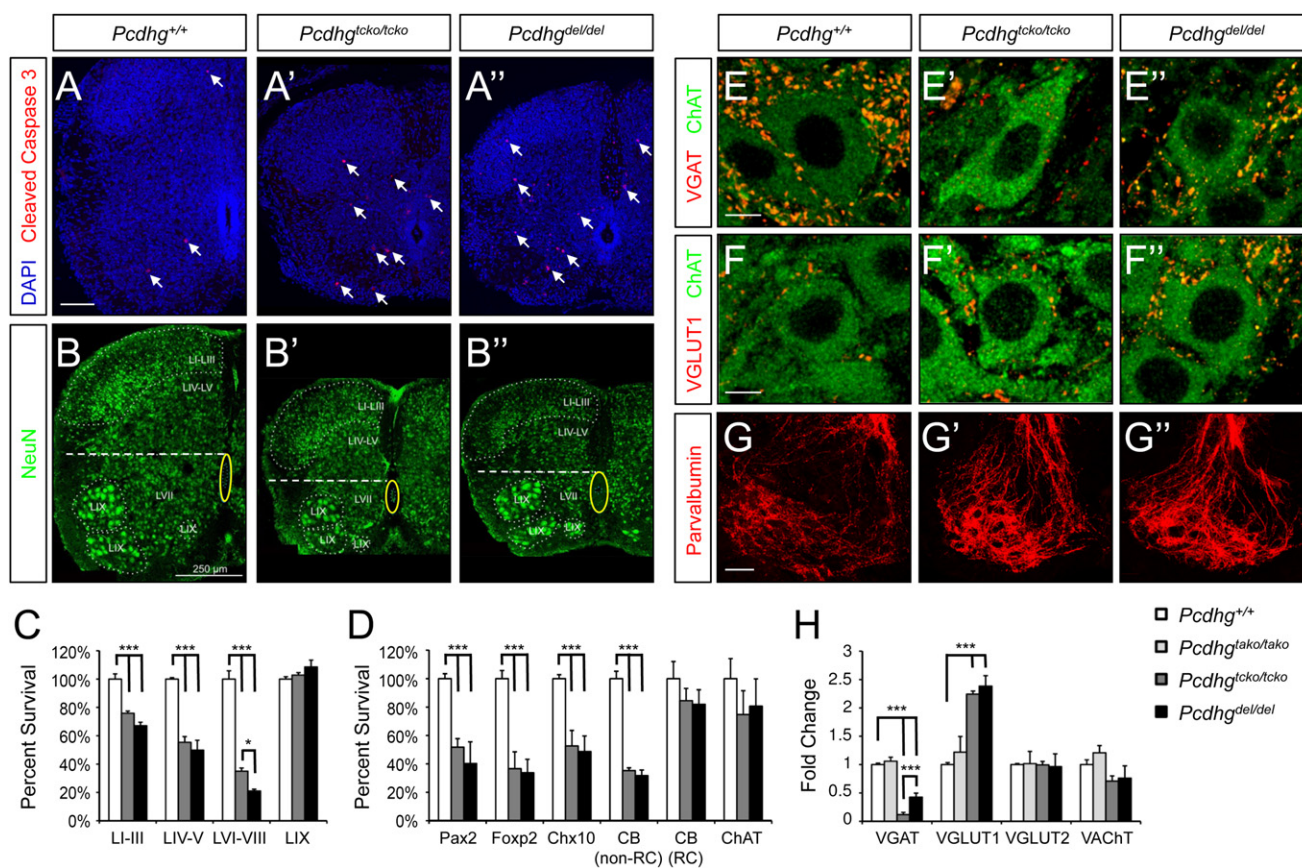 Pcdhg+/+
Pcdhgtcko/tcko
Pcdhgdel/del
DAPI Cleaved Caspase 3
A
A'
A''
NeuN
B
LI-LIII
LIV-LV
LVII
LIX
LIX
LIX
250 µm
B'
LI-LIII
LIV-LV
LVII
LIX
LIX
LIX
B''
LI-LIII
LIV-LV
LVII
LIX
LIX
LIX
Pcdhg+/+
Pcdhgtcko/tcko
Pcdhgdel/del
VGAT ChAT
E
E'
E''
VGLUT1 ChAT
F
F'
F''
Parvalbumin
G
G'
G''
C
Percent Survival
120%
100%
80%
60%
40%
20%
0%
***
***
***
*
LI-III
LIV-V
LVI-VIII
LIX
D
Percent Survival
120%
100%
80%
60%
40%
20%
0%
***
***
***
***
Pax2
Foxp2
Chx10
CB
(non-RC)
CB
(RC)
ChAT
H
Fold Change
3
2.5
2
1.5
1
0.5
0
***
***
***
VGAT
VGLUT1
VGLUT2
VAChT
Pcdhg+/+
Pcdhgtako/tako
Pcdhgtcko/tcko
Pcdhgdel/del